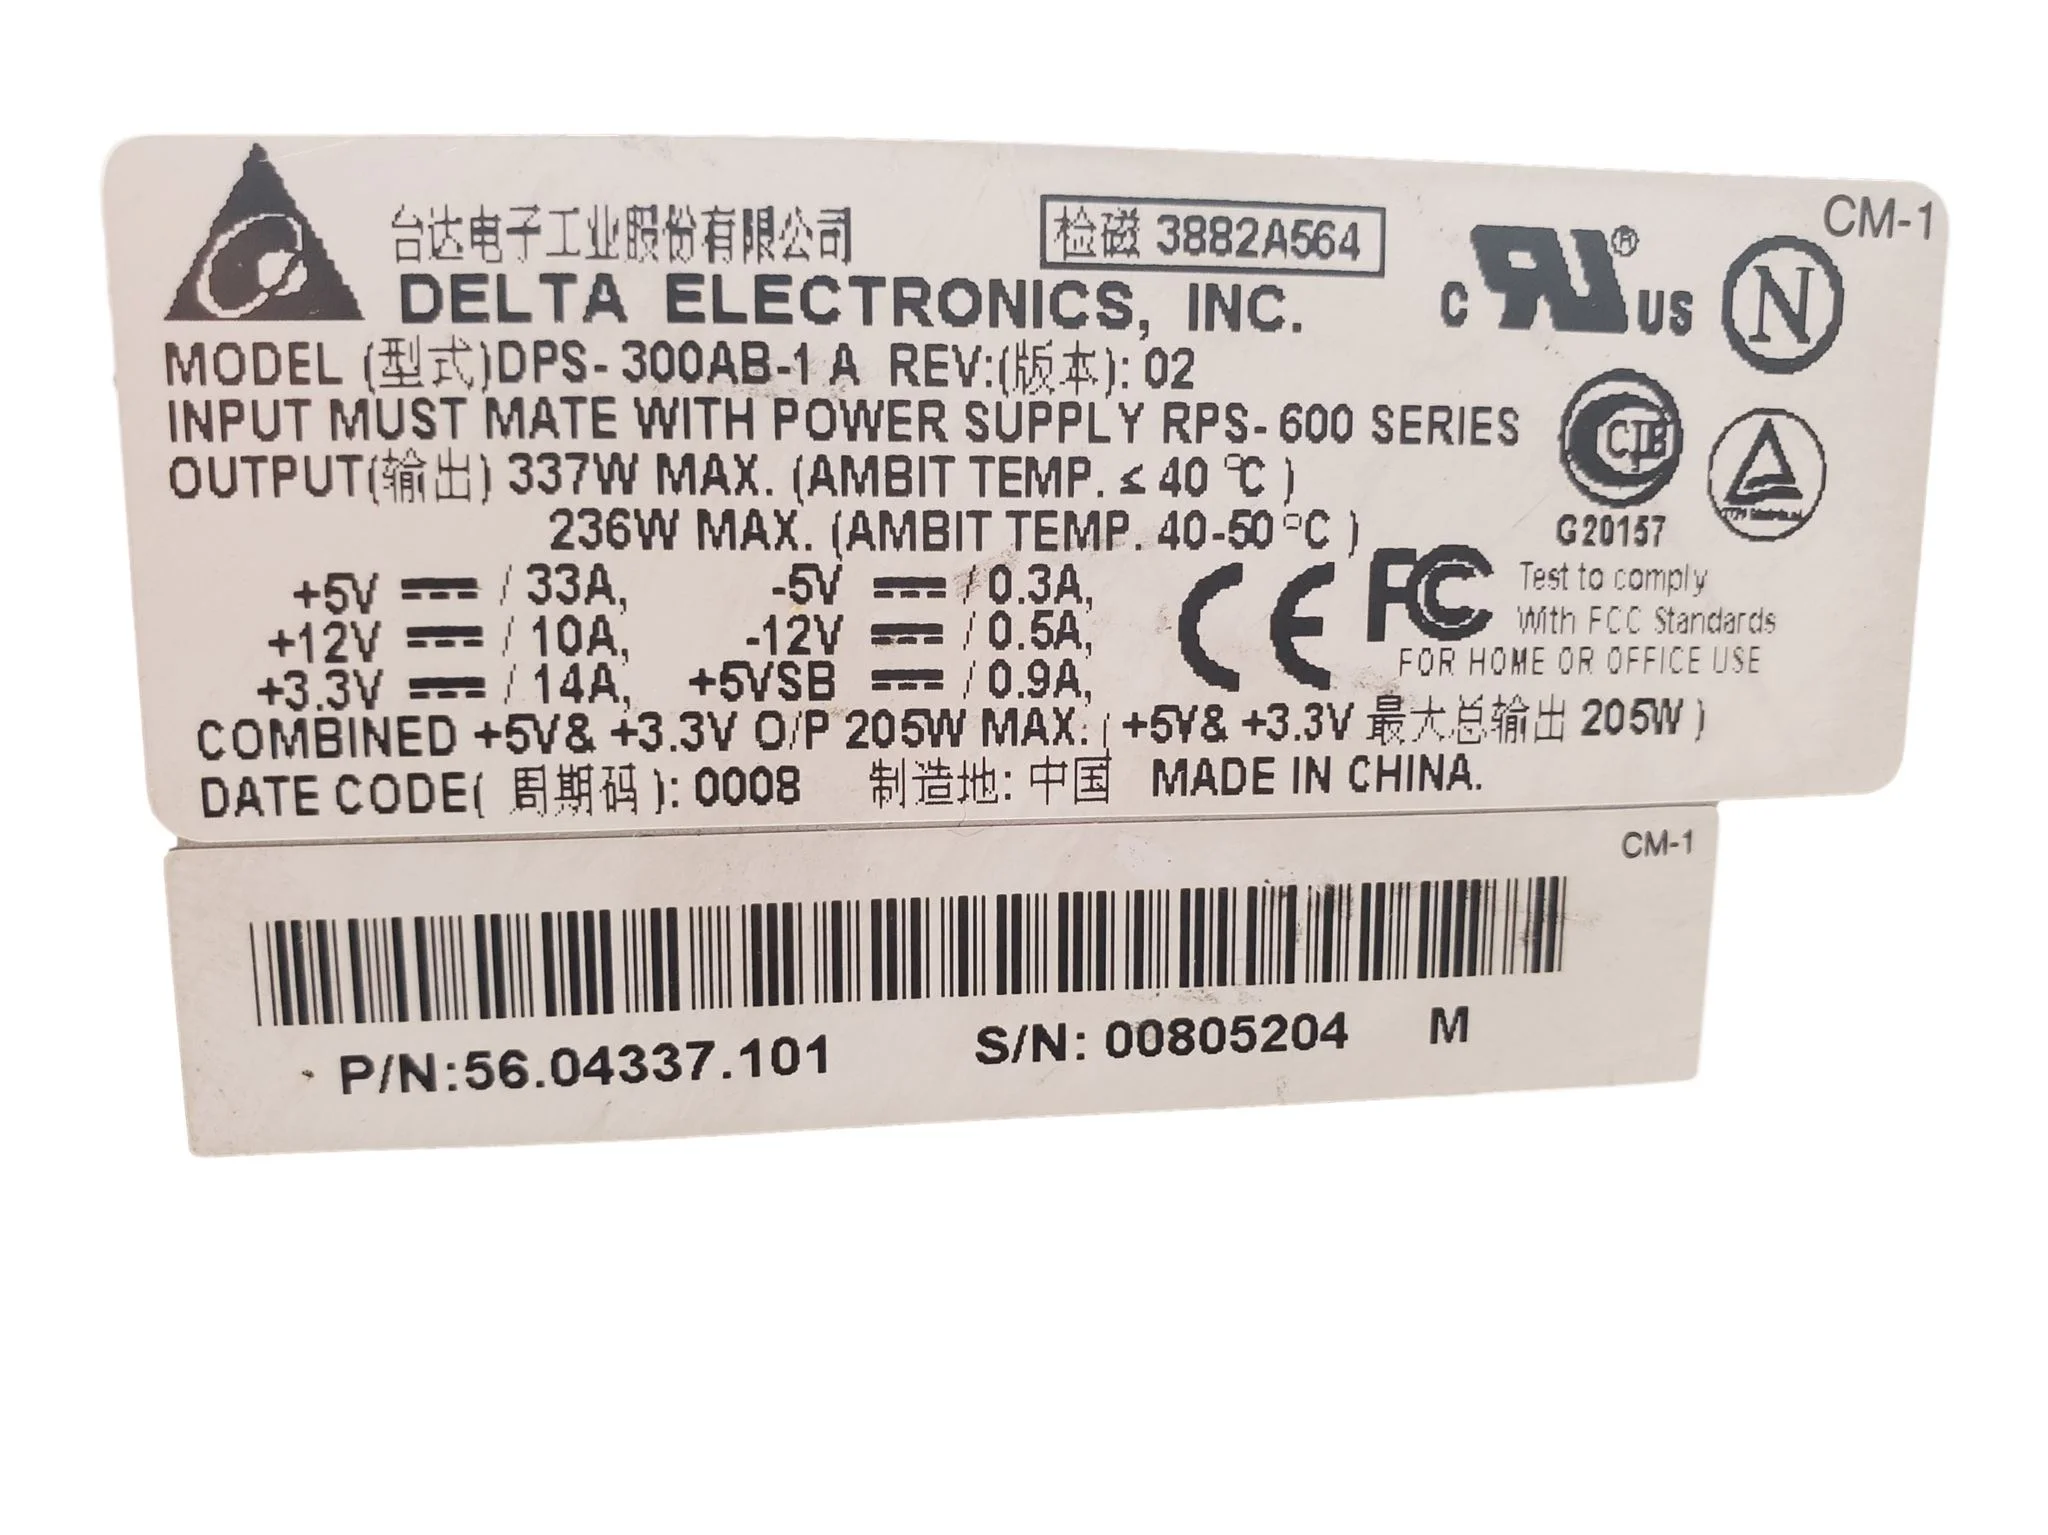 CM-1
台达电子工业股份有限公司 检磁 3882A564
DELTA ELECTRONICS, INC.
C UR ® US N
MODEL (型式)DPS-300AB-1 A REV:(版本): 02
INPUT MUST MATE WITH POWER SUPPLY RPS-600 SERIES
OUTPUT(输出) 337W MAX. (AMBIT TEMP. ≤ 40 °C )
236W MAX. (AMBIT TEMP. 40-50 °C )
G20157
+5V ⎓ / 33A, -5V ⎓ / 0.3A,
+12V ⎓ / 10A, -12V ⎓ / 0.5A,
+3.3V ⎓ / 14A, +5VSB ⎓ / 0.9A,
CE FC Test to comply
With FCC Standards
FOR HOME OR OFFICE USE
COMBINED +5V& +3.3V O/P 205W MAX: ( +5V& +3.3V 最大总输出 205W )
DATE CODE( 周期码 ): 0008 制造地: 中国 MADE IN CHINA.
CM-1
P/N:56.04337.101 S/N: 00805204 M